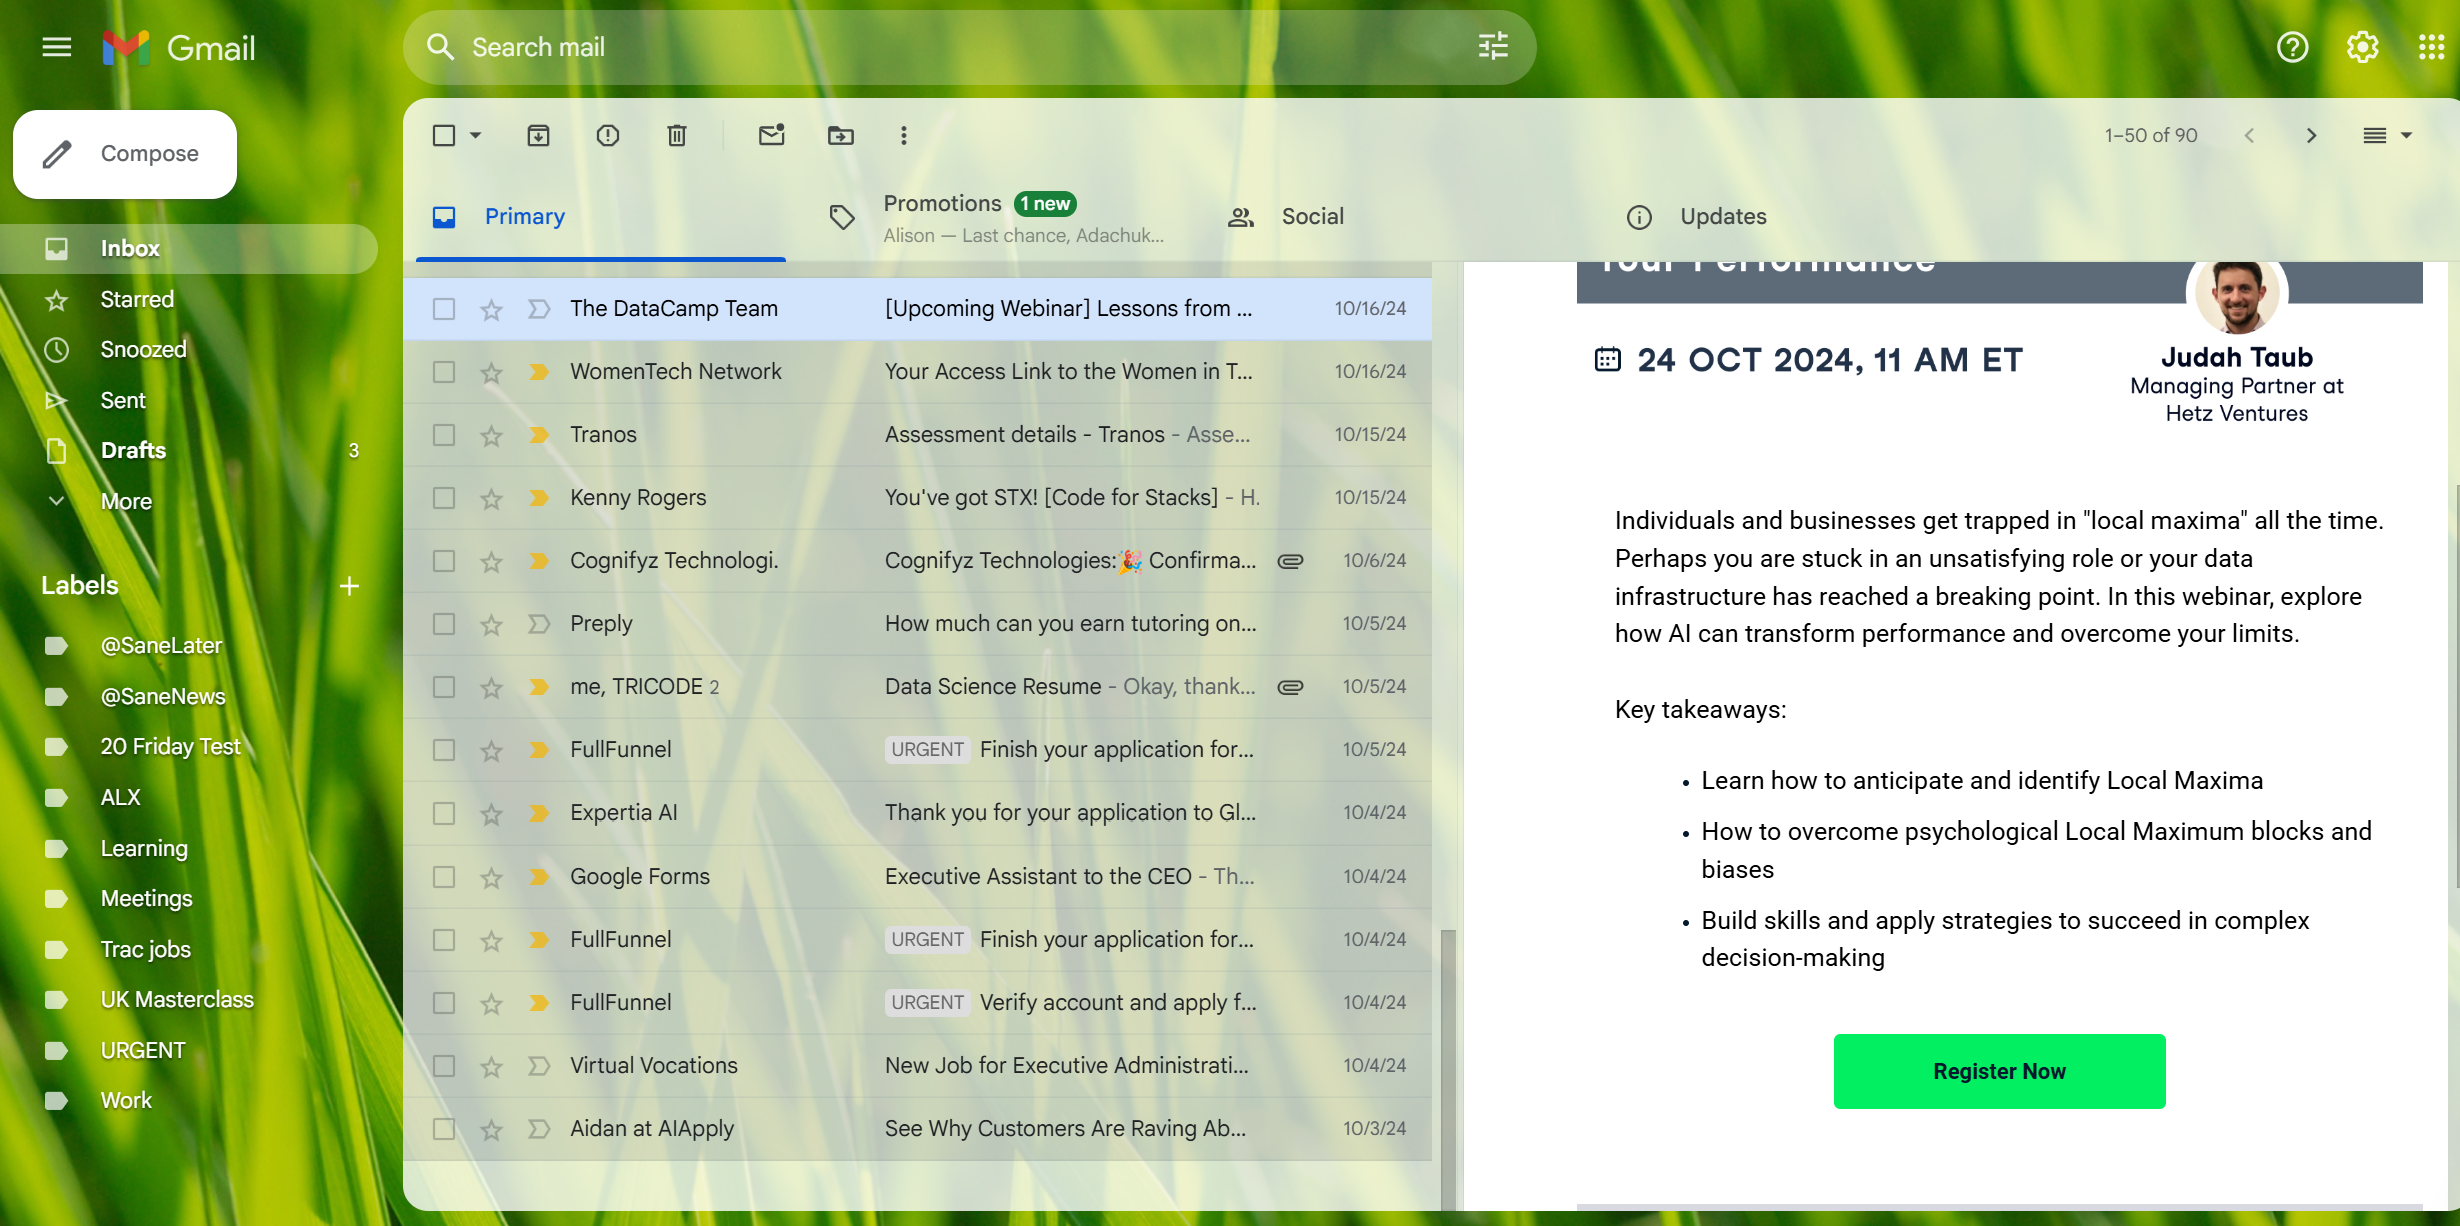 Gmail
Search mail
Compose
1–50 of 90
Inbox
Starred
Snoozed
Sent
Drafts 3
More
Labels
@SaneLater
@SaneNews
20 Friday Test
ALX
Learning
Meetings
Trac jobs
UK Masterclass
URGENT
Work
Primary
Promotions 1 new
Alison — Last chance, Adachuk...
Social
Updates
The DataCamp Team [Upcoming Webinar] Lessons from ... 10/16/24
WomenTech Network Your Access Link to the Women in T... 10/16/24
Tranos Assessment details - Tranos - Asse... 10/15/24
Kenny Rogers You've got STX! [Code for Stacks] - H. 10/15/24
Cognifyz Technologi. Cognifyz Technologies:🎉 Confirma... 10/6/24
Preply How much can you earn tutoring on... 10/5/24
me, TRICODE 2 Data Science Resume - Okay, thank... 10/5/24
FullFunnel URGENT Finish your application for... 10/5/24
Expertia AI Thank you for your application to Gl... 10/4/24
Google Forms Executive Assistant to the CEO - Th... 10/4/24
FullFunnel URGENT Finish your application for... 10/4/24
FullFunnel URGENT Verify account and apply f... 10/4/24
Virtual Vocations New Job for Executive Administrati... 10/4/24
Aidan at AIApply See Why Customers Are Raving Ab... 10/3/24
Your Performance
24 OCT 2024, 11 AM ET
Judah Taub
Managing Partner at
Hetz Ventures
Individuals and businesses get trapped in "local maxima" all the time.
Perhaps you are stuck in an unsatisfying role or your data
infrastructure has reached a breaking point. In this webinar, explore
how AI can transform performance and overcome your limits.
Key takeaways:
• Learn how to anticipate and identify Local Maxima
• How to overcome psychological Local Maximum blocks and
biases
• Build skills and apply strategies to succeed in complex
decision-making
Register Now